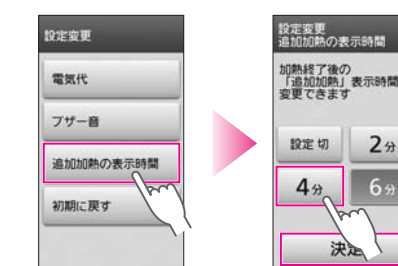 設定変更
電気代
ブザー音
追加加熱の表示時間
初期に戻す
設定変更
追加加熱の表示時間
加熱終了後の
「追加加熱」表示時間
変更できます
設定 切
2分
4分
6分